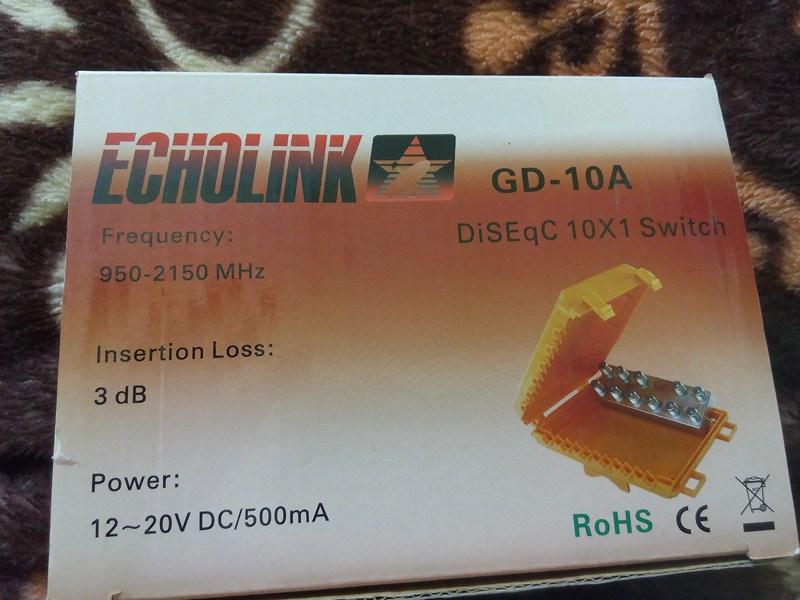 ECHOLINK
GD-10A
DiSEqC 10X1 Switch
Frequency:
950-2150 MHz
Insertion Loss:
3 dB
Power:
12~20V DC/500mA
RoHS CE